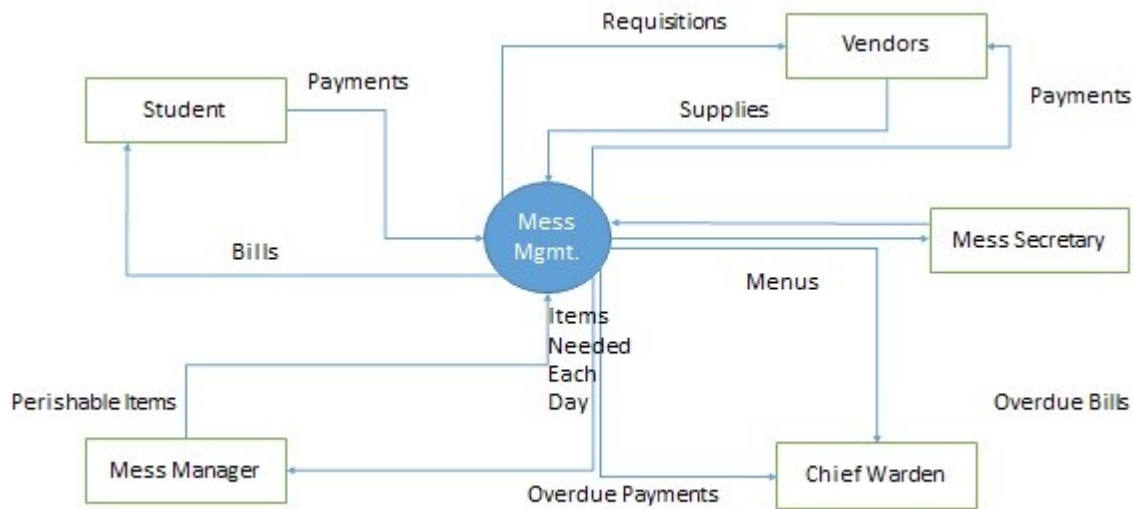 Requisitions
Vendors
Payments
Student
Supplies
Payments
Mess
Mgmt.
Mess Secretary
Bills
Menus
Items
Needed
Each
Day
Perishable Items
Overdue Bills
Mess Manager
Chief Warden
Overdue Payments